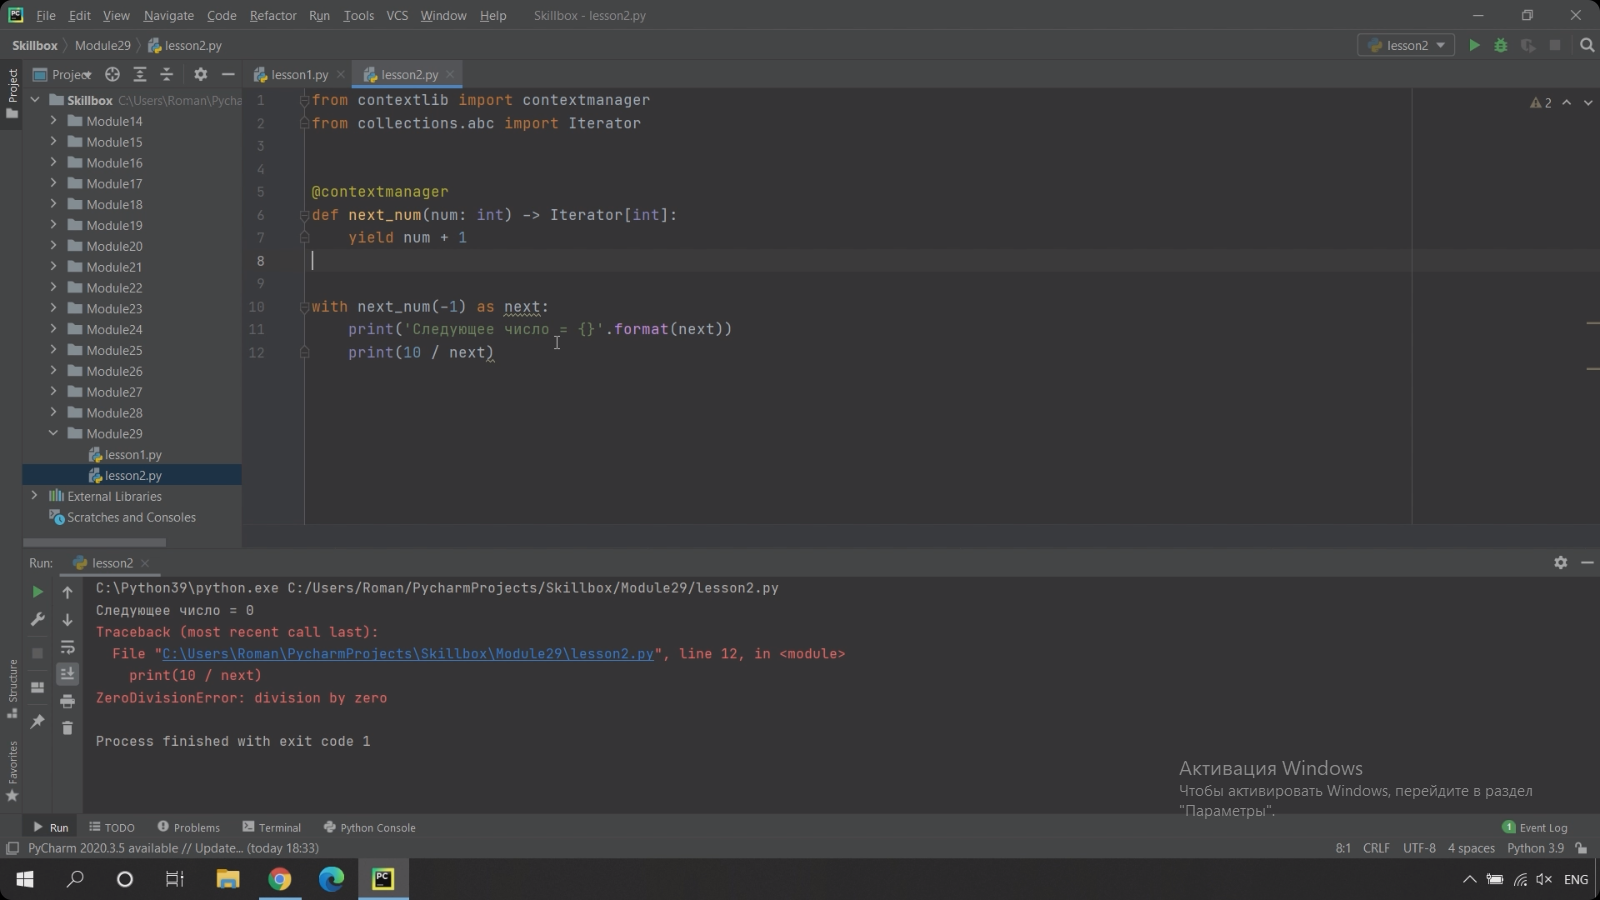 File Edit View Navigate Code Refactor Run Tools VCS Window Help Skillbox - lesson2.py
Skillbox Module29 lesson2.py
lesson2
Project
lesson1.py
lesson2.py
Project
Skillbox C:\Users\Roman\Pycha
Module14
Module15
Module16
Module17
Module18
Module19
Module20
Module21
Module22
Module23
Module24
Module25
Module26
Module27
Module28
Module29
lesson1.py
lesson2.py
External Libraries
Scratches and Consoles
1 from contextlib import contextmanager
2 from collections.abc import Iterator
3
4
5 @contextmanager
6 def next_num(num: int) -> Iterator[int]:
7 yield num + 1
8
9
10 with next_num(-1) as next:
11 print('Следующее число = {}'.format(next))
12 print(10 / next)
2
Run: lesson2
C:\Python39\python.exe C:/Users/Roman/PycharmProjects/Skillbox/Module29/lesson2.py
Следующее число = 0
Traceback (most recent call last):
File "C:\Users\Roman\PycharmProjects\Skillbox\Module29\lesson2.py", line 12, in <module>
print(10 / next)
ZeroDivisionError: division by zero
Process finished with exit code 1
Structure
Favorites
Активация Windows
Чтобы активировать Windows, перейдите в раздел
"Параметры".
Run TODO Problems Terminal Python Console
1 Event Log
PyCharm 2020.3.5 available // Update... (today 18:33)
8:1 CRLF UTF-8 4 spaces Python 3.9
PC
ENG